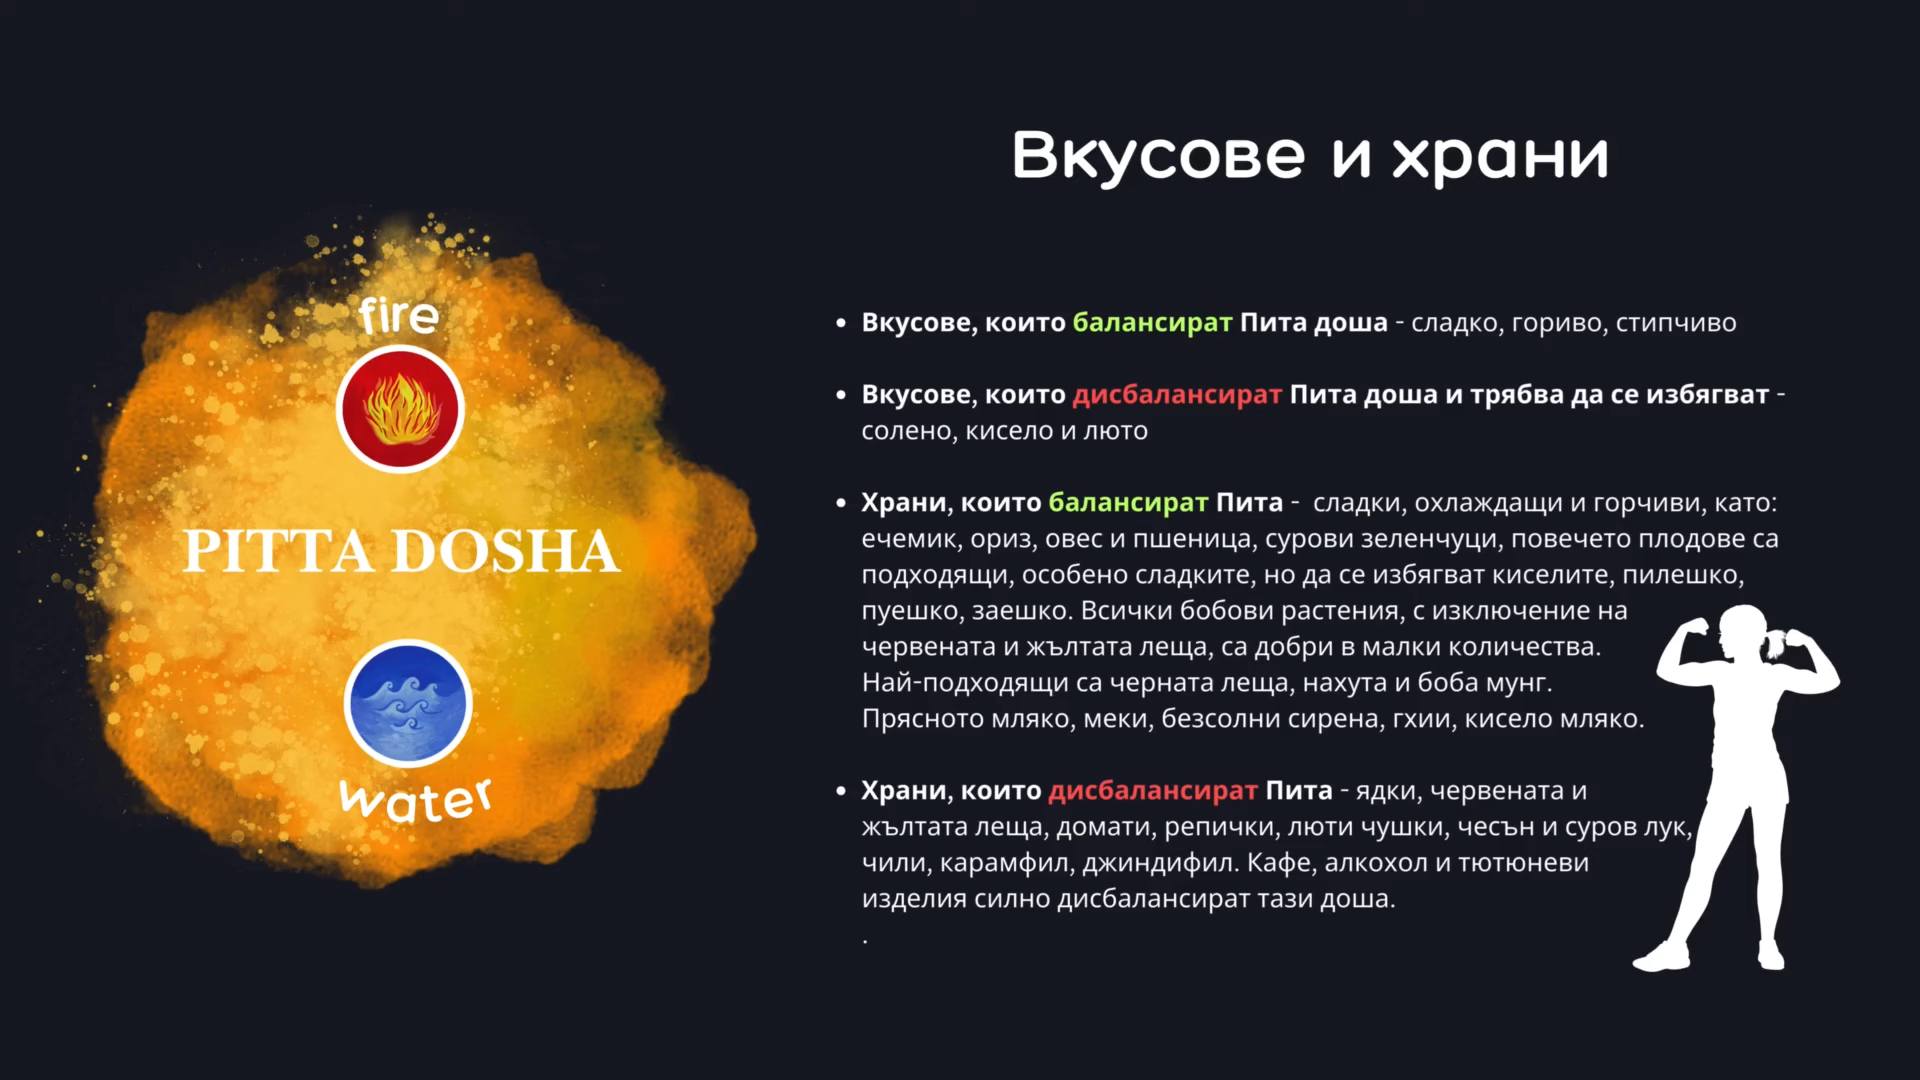 fire
PITTA DOSHA
water
Вкусове и храни
• Вкусове, които балансират Пита доша - сладко, гориво, стипчиво
• Вкусове, които дисбалансират Пита доша и трябва да се избягват -
солено, кисело и люто
• Храни, които балансират Пита - сладки, охлаждащи и горчиви, като:
ечемик, ориз, овес и пшеница, сурови зеленчуци, повечето плодове са
подходящи, особено сладките, но да се избягват киселите, пилешко,
пуешко, заешко. Всички бобови растения, с изключение на
червената и жълтата леща, са добри в малки количества.
Най-подходящи са черната леща, нахута и боба мунг.
Прясното мляко, меки, безсолни сирена, гхии, кисело мляко.
• Храни, които дисбалансират Пита - ядки, червената и
жълтата леща, домати, репички, люти чушки, чесън и суров лук,
чили, карамфил, джиндифил. Кафе, алкохол и тютюневи
изделия силно дисбалансират тази доша.
.